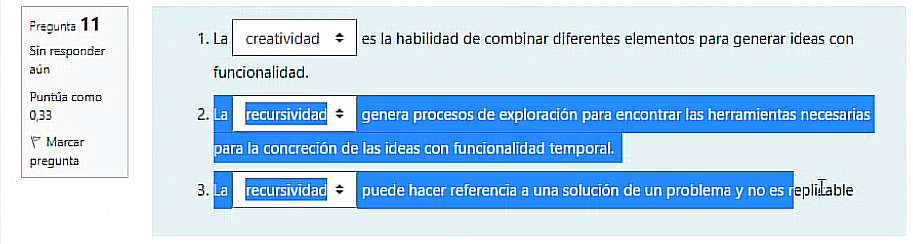 Pregunta 11
Sin responder
aún
Puntúa como
0,33
Marcar
pregunta
1. La creatividad es la habilidad de combinar diferentes elementos para generar ideas con
funcionalidad.
2. La recursividad genera procesos de exploración para encontrar las herramientas necesarias
para la concreción de las ideas con funcionalidad temporal.
3. La recursividad puede hacer referencia a una solución de un problema y no es replicable